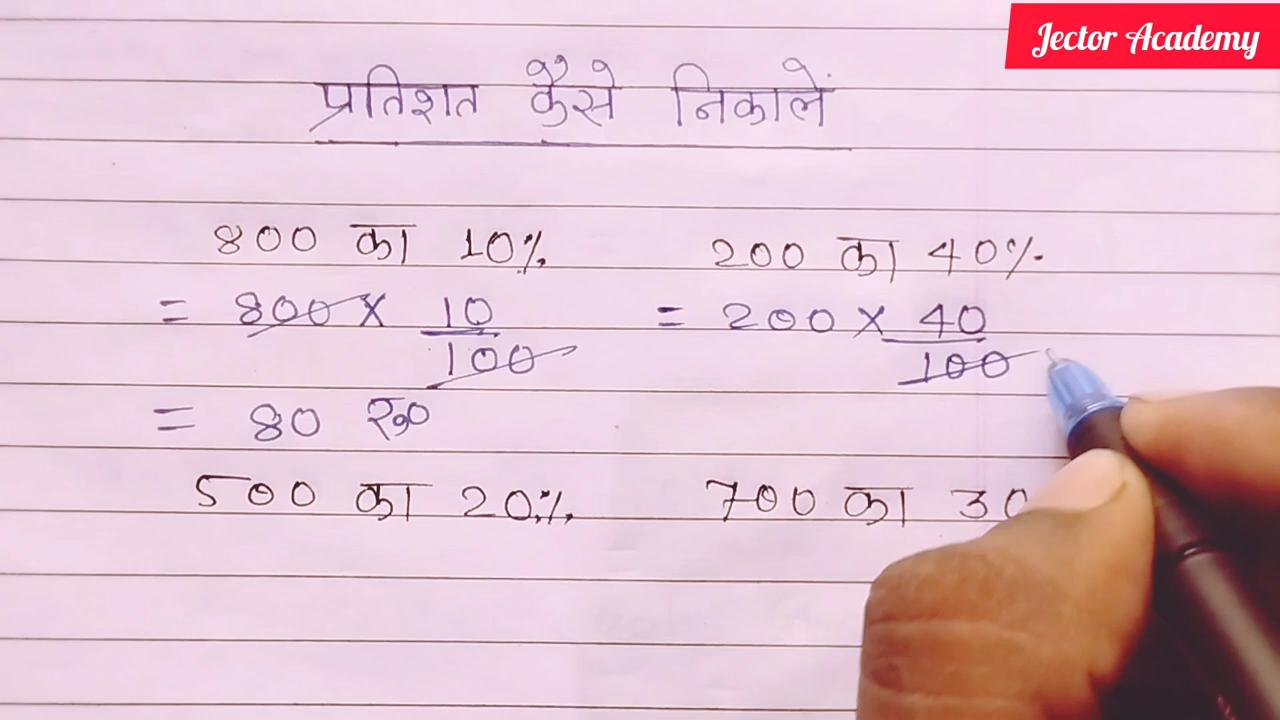 Jector Academy
प्रतिशत कैसे निकालें
800 का 10%
= 800 × 10/100
= 80 रु०
200 का 40%
= 200 × 40/100
500 का 20%
700 का 30